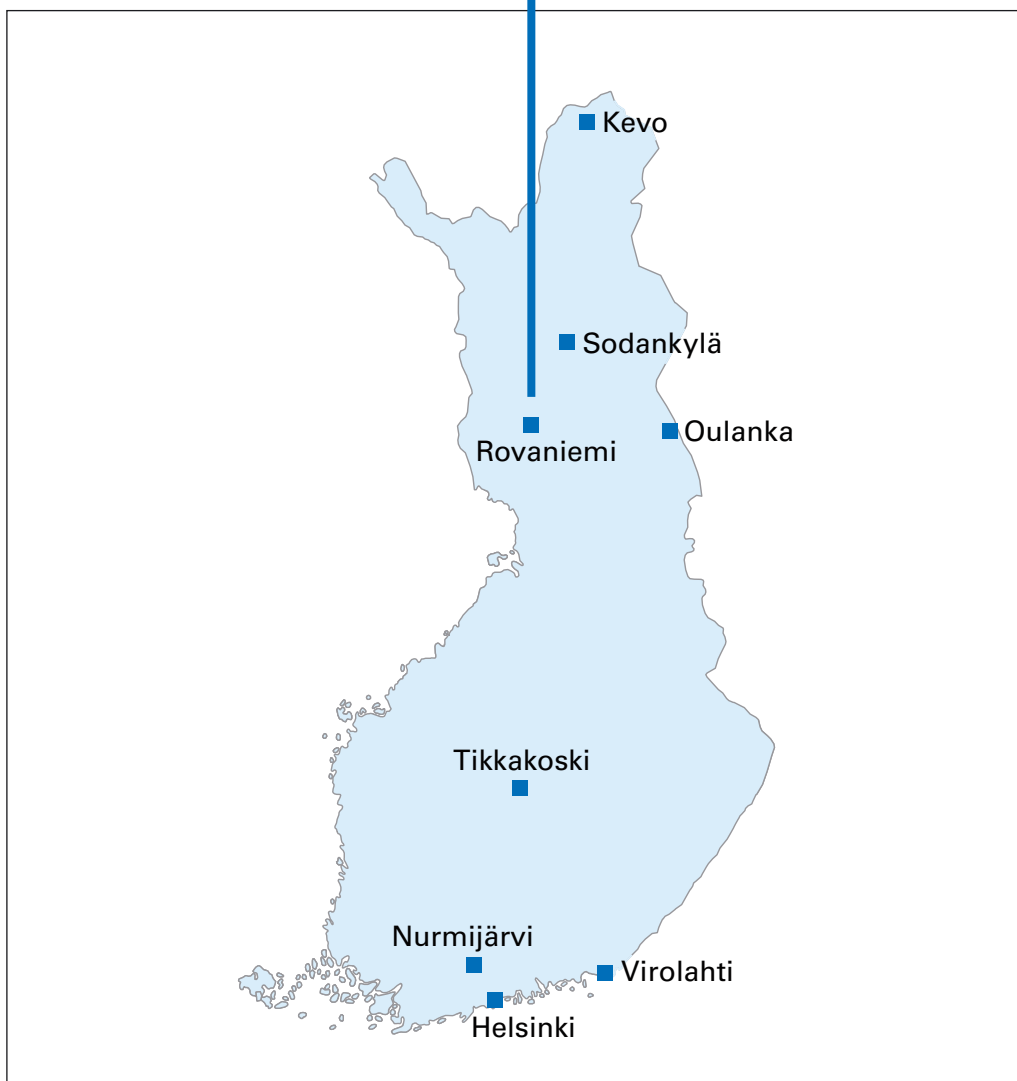 Kevo
Sodankylä
Oulanka
Rovaniemi
Tikkakoski
Nurmijärvi
Virolahti
Helsinki